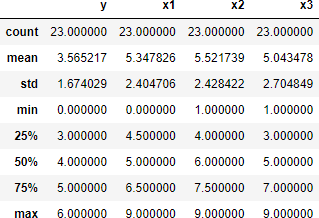 y x1 x2 x3
count 23.000000 23.000000 23.000000 23.000000
mean 3.565217 5.347826 5.521739 5.043478
std 1.674029 2.404706 2.428422 2.704849
min 0.000000 0.000000 1.000000 1.000000
25% 3.000000 4.500000 4.000000 3.000000
50% 4.000000 5.000000 6.000000 5.000000
75% 5.000000 6.500000 7.500000 7.000000
max 6.000000 9.000000 9.000000 9.000000